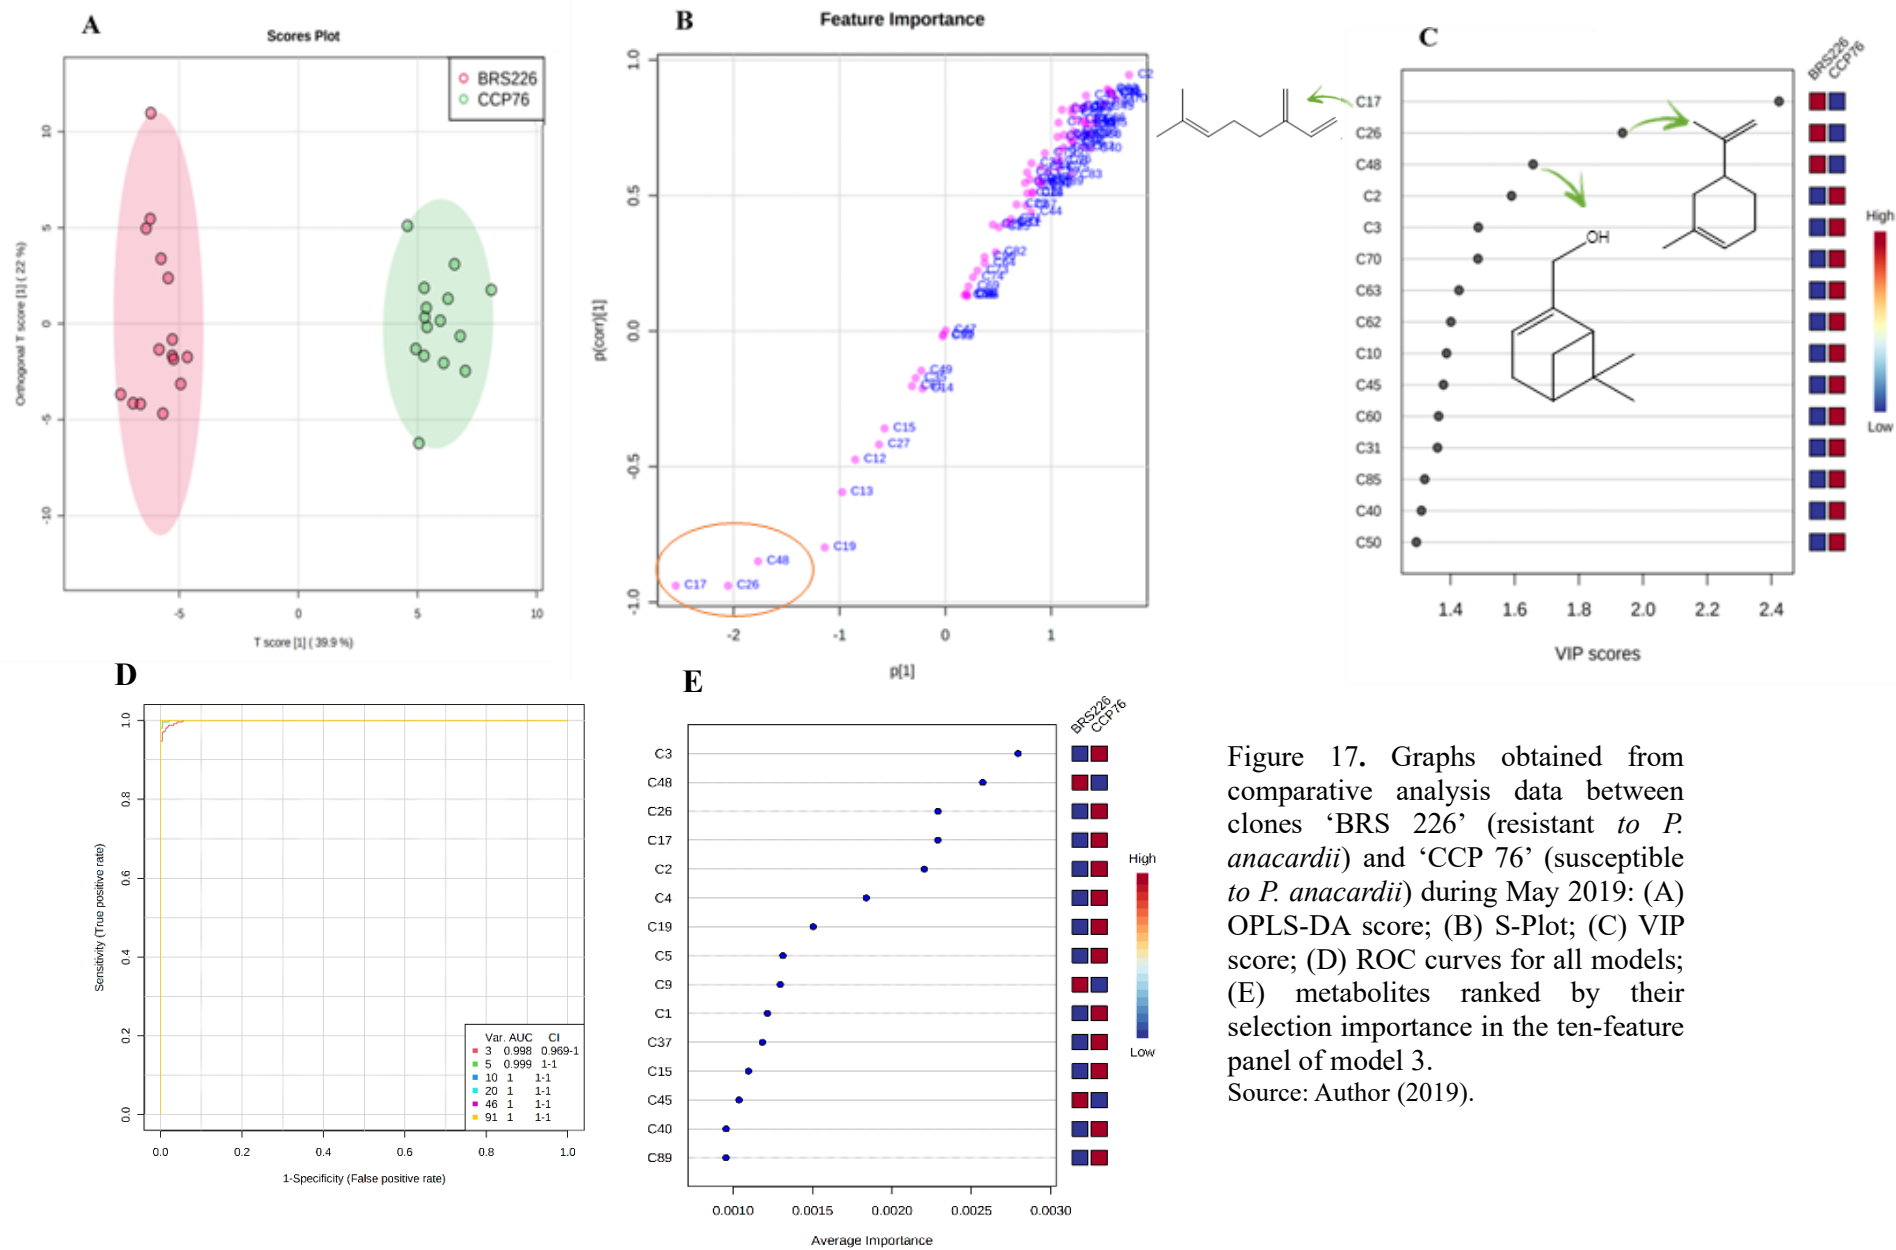 A
Scores Plot
BRS226
CCP76
Orthogonal T score [1] ( 22 %)
10
5
0
-5
-10
-5
0
5
10
T score [1] ( 39.9 %)
B
Feature Importance
p(corr)[1]
1.0
0.5
0.0
-0.5
-1.0
C2
C40
C83
C44
C82
C74
C47
C49
C14
C15
C27
C12
C13
C19
C48
C17
C26
-2
-1
0
1
p[1]
C
BRS226
CCP76
C17
C26
C48
C2
C3
C70
C63
C62
C10
C45
C60
C31
C85
C40
C50
OH
High
Low
1.4
1.6
1.8
2.0
2.2
2.4
VIP scores
D
Sensitivity (True positive rate)
1.0
0.8
0.6
0.4
0.2
0.0
Var. AUC CI
3 0.998 0.969-1
5 0.999 1-1
10 1 1-1
20 1 1-1
46 1 1-1
91 1 1-1
0.0
0.2
0.4
0.6
0.8
1.0
1-Specificity (False positive rate)
E
BRS226
CCP76
C3
C48
C26
C17
C2
C4
C19
C5
C9
C1
C37
C15
C45
C40
C89
High
Low
0.0010
0.0015
0.0020
0.0025
0.0030
Average Importance
Figure 17. Graphs obtained from
comparative analysis data between
clones ‘BRS 226’ (resistant to P.
anacardii) and ‘CCP 76’ (susceptible
to P. anacardii) during May 2019: (A)
OPLS-DA score; (B) S-Plot; (C) VIP
score; (D) ROC curves for all models;
(E) metabolites ranked by their
selection importance in the ten-feature
panel of model 3.
Source: Author (2019).